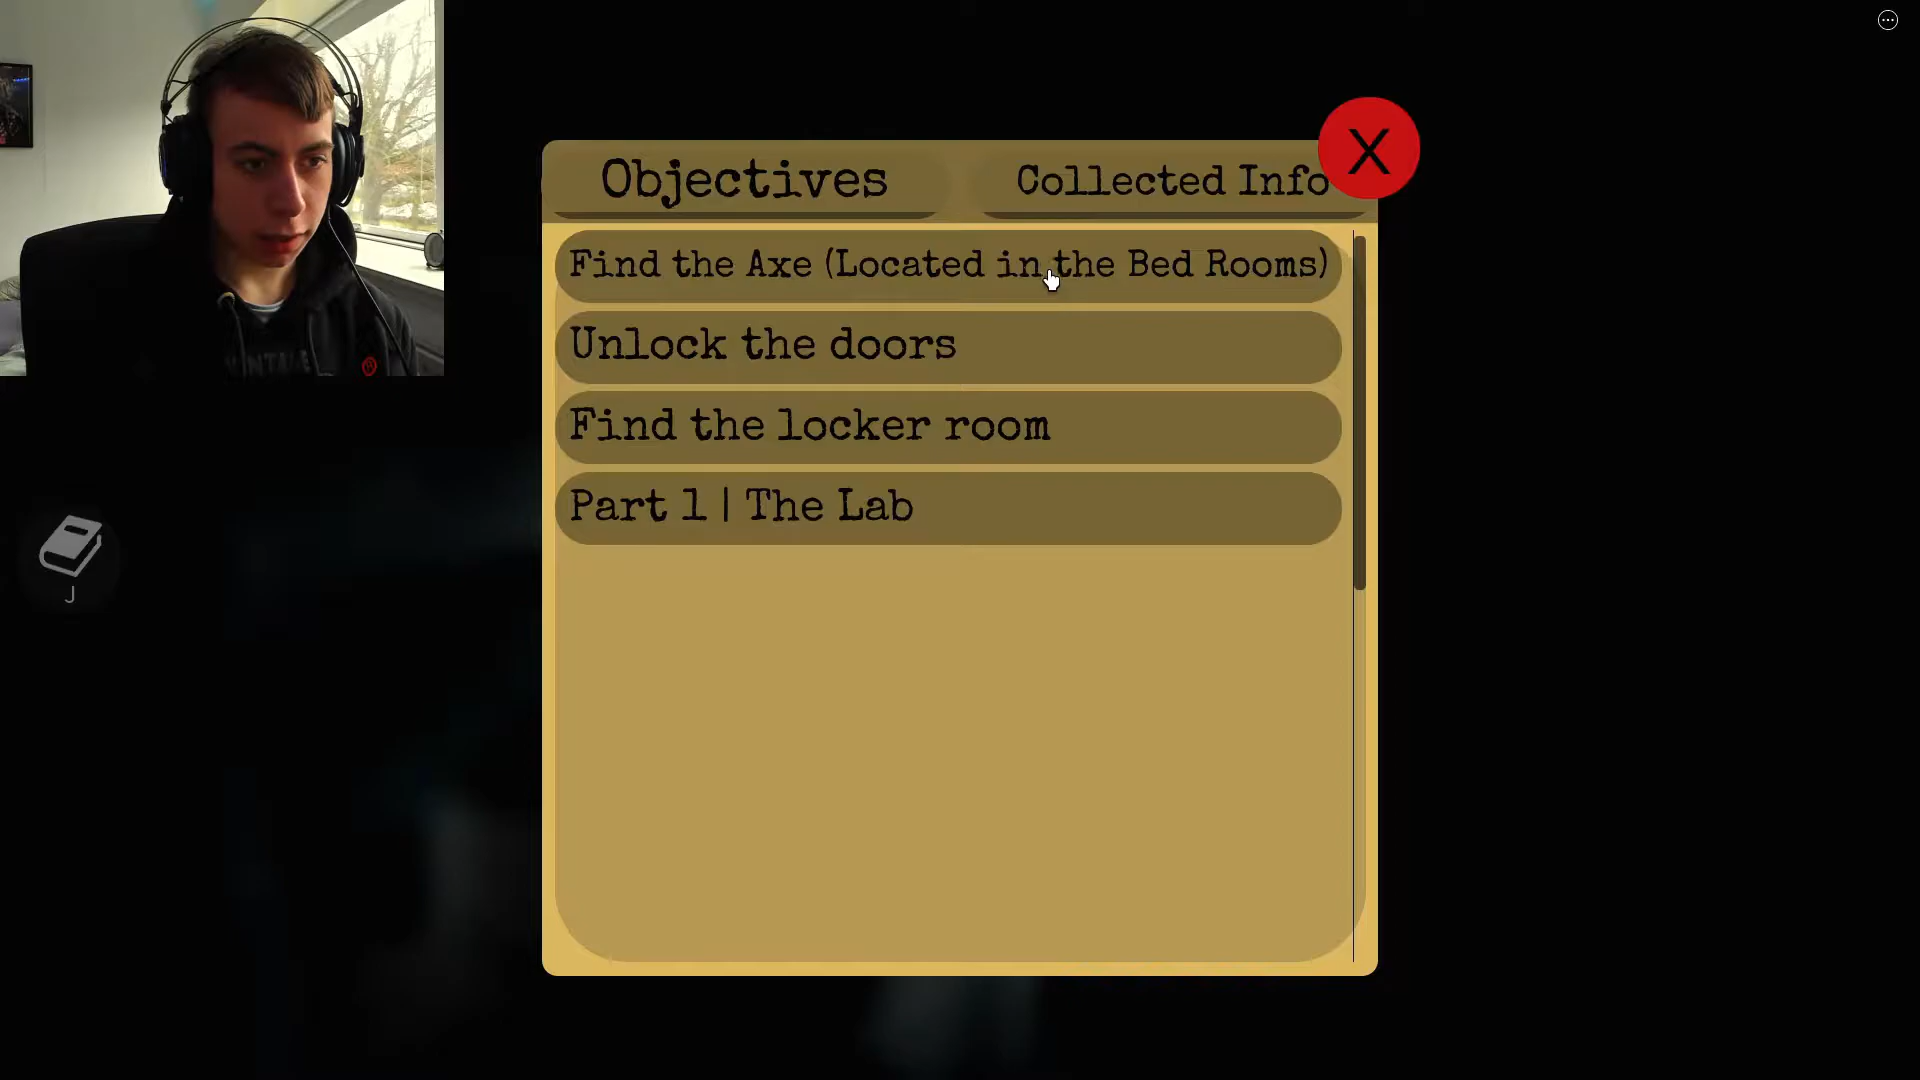 Objectives
Collected Info
X
Find the Axe (Located in the Bed Rooms)
Unlock the doors
Find the locker room
Part 1 | The Lab
J